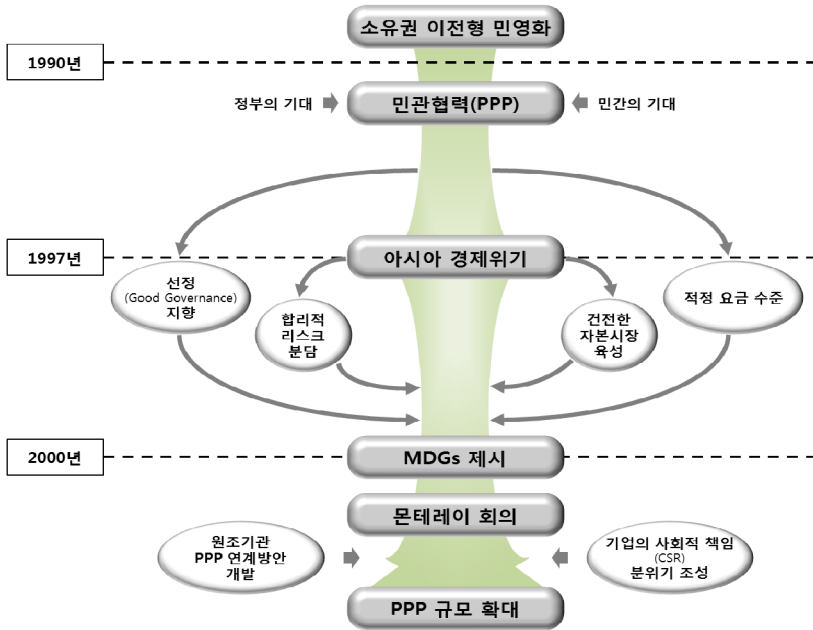 소유권 이전형 민영화
1990년
정부의 기대
민관협력(PPP)
민간의 기대
1997년
아시아 경제위기
선정
(Good Governance)
지향
합리적
리스크
분담
건전한
자본시장
육성
적정 요금 수준
2000년
MDGs 제시
몬테레이 회의
원조기관
PPP 연계방안
개발
기업의 사회적 책임
(CSR)
분위기 조성
PPP 규모 확대